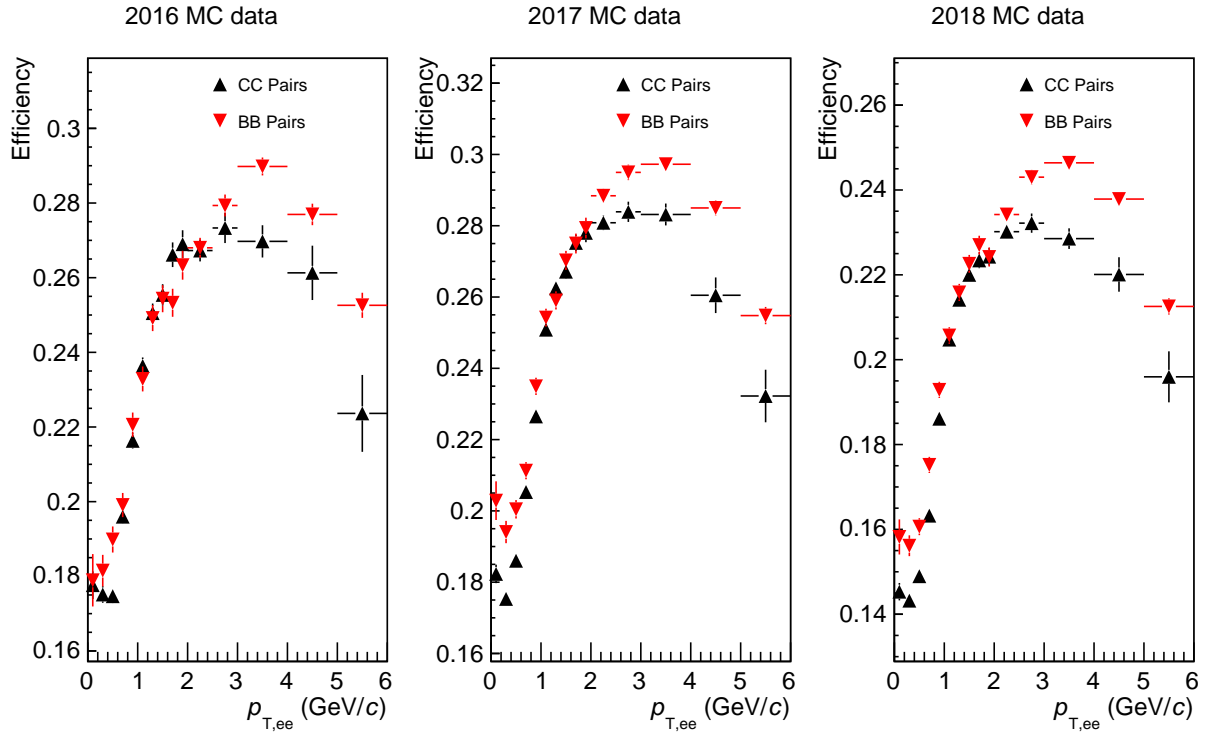 2016 MC data
Efficiency
CC Pairs
BB Pairs
0.3
0.28
0.26
0.24
0.22
0.2
0.18
0.16
0 1 2 3 4 5 6
p_T,ee (GeV/c)
2017 MC data
Efficiency
CC Pairs
BB Pairs
0.32
0.3
0.28
0.26
0.24
0.22
0.2
0.18
0.16
0 1 2 3 4 5 6
p_T,ee (GeV/c)
2018 MC data
Efficiency
CC Pairs
BB Pairs
0.26
0.24
0.22
0.2
0.18
0.16
0.14
0 1 2 3 4 5 6
p_T,ee (GeV/c)